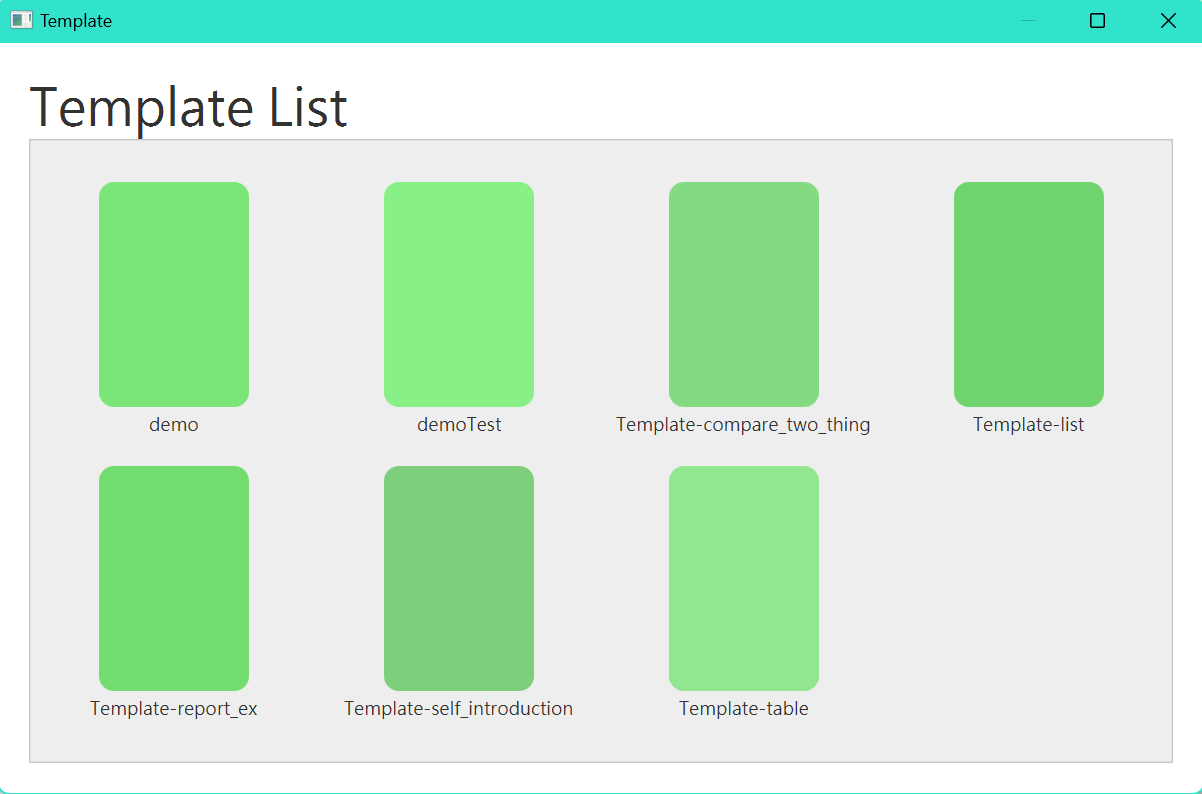 Template
Template List
demo
demoTest
Template-compare_two_thing
Template-list
Template-report_ex
Template-self_introduction
Template-table